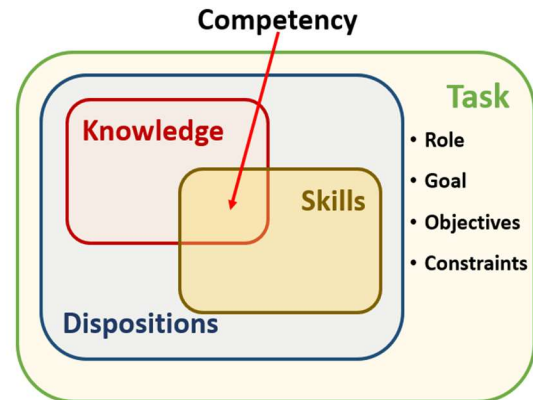 Competency
Task
Knowledge
• Role
• Goal
Skills
• Objectives
• Constraints
Dispositions